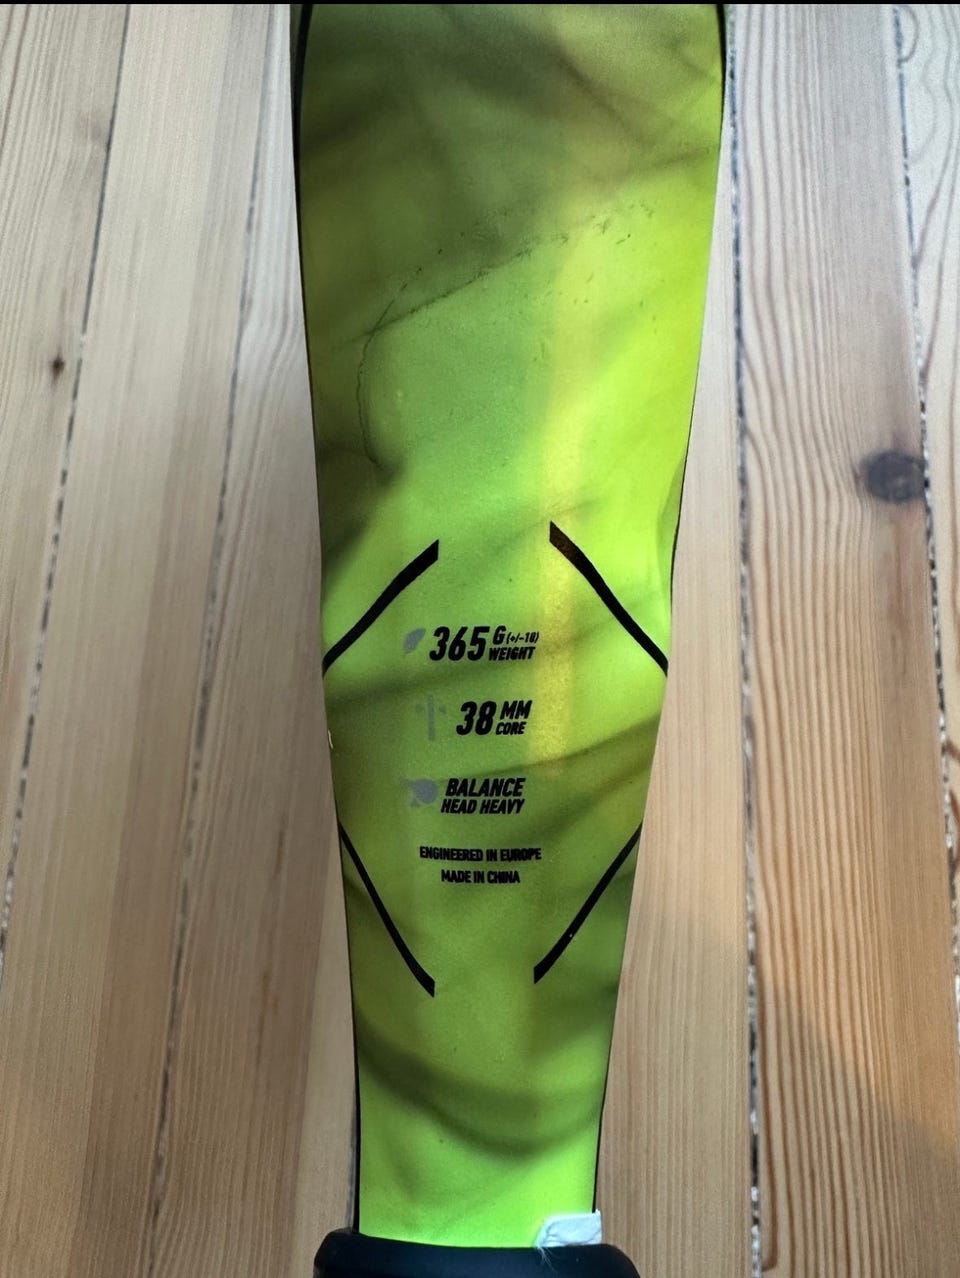 365 G (+/-10)
WEIGHT
38 MM
CORE
BALANCE
HEAD HEAVY
ENGINEERED IN EUROPE
MADE IN CHINA